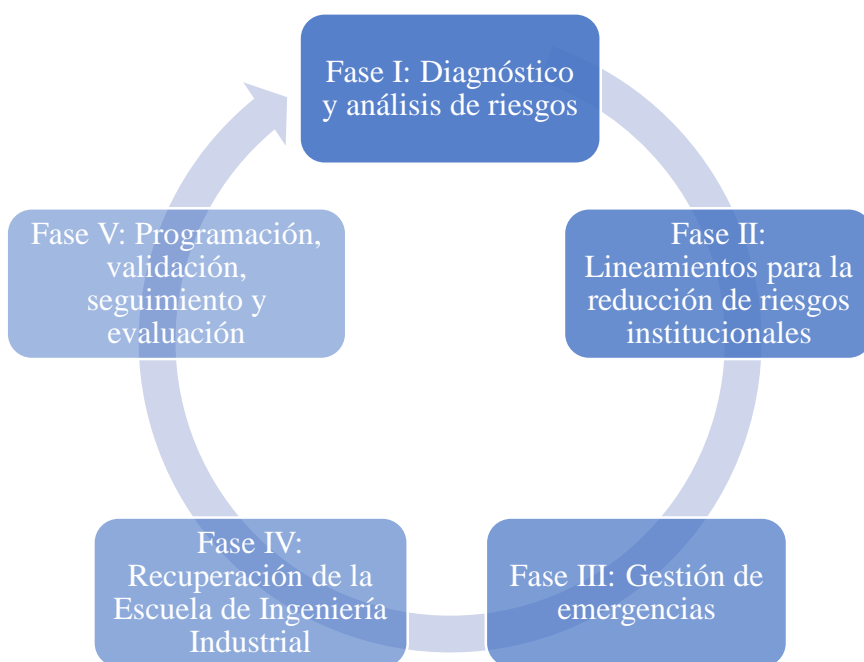 Fase I: Diagnóstico
y análisis de riesgos
Fase II:
Lineamientos para la
reducción de riesgos
institucionales
Fase III: Gestión de
emergencias
Fase IV:
Recuperación de la
Escuela de Ingeniería
Industrial
Fase V: Programación,
validación,
seguimiento y
evaluación